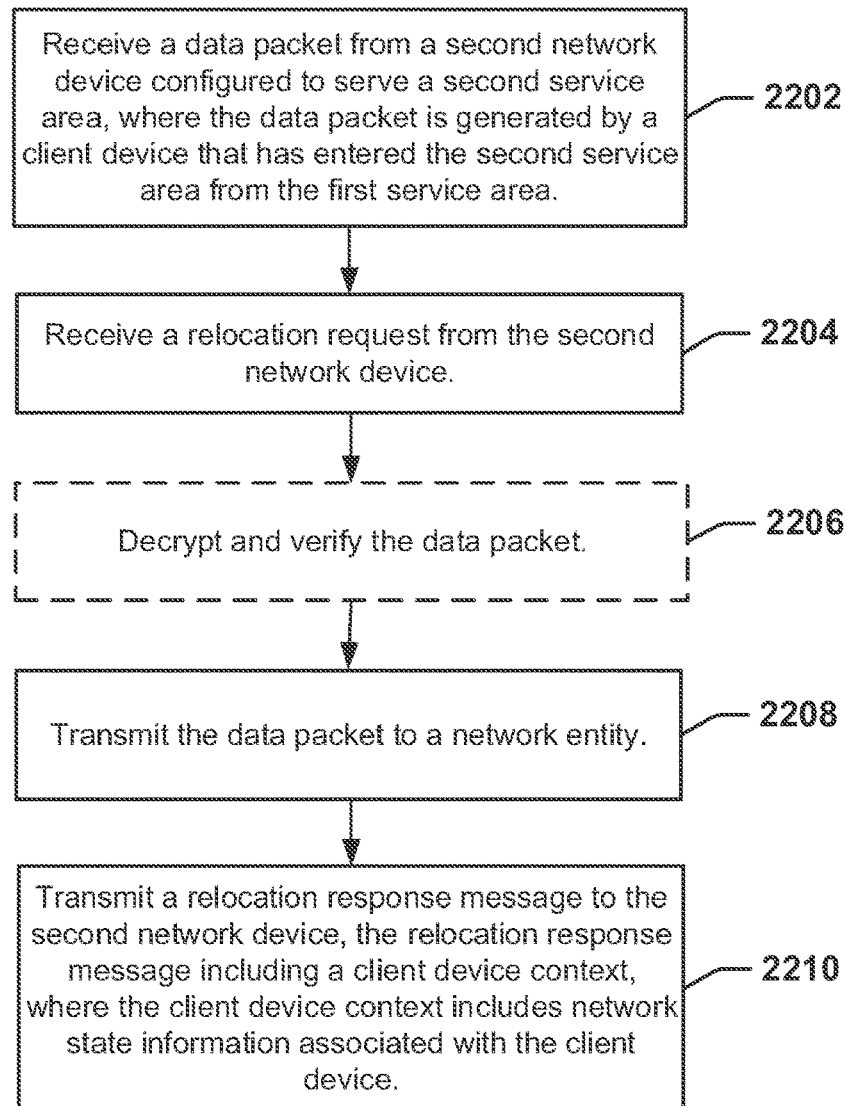 Receive a data packet from a second network
device configured to serve a second service
area, where the data packet is generated by a
client device that has entered the second service
area from the first service area.
2202
Receive a relocation request from the second
network device.
2204
Decrypt and verify the data packet.
2206
Transmit the data packet to a network entity.
2208
Transmit a relocation response message to the
second network device, the relocation response
message including a client device context,
where the client device context includes network
state information associated with the client
device.
2210